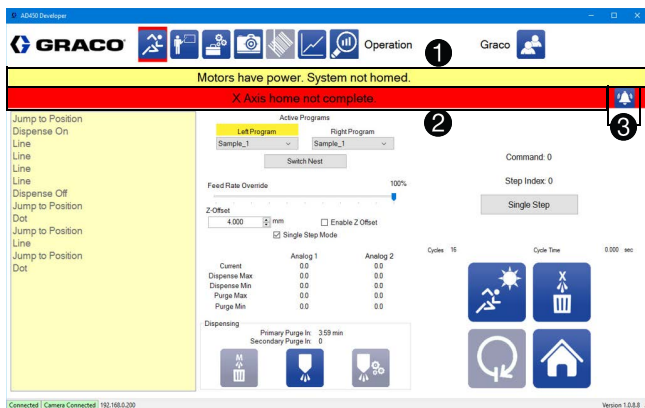 AD450 Developer
GRACO
Operation
1
Graco
Motors have power. System not homed.
X Axis home not complete.
2
3
Jump to Position
Dispense On
Line
Line
Line
Line
Dispense Off
Jump to Position
Dot
Jump to Position
Line
Jump to Position
Dot
Active Programs
Left Program Right Program
Sample_1 Sample_1
Switch Nest
Feed Rate Override 100%
Z-Offset
4.000 mm Enable Z Offset
Single Step Mode
Analog 1 Analog 2
Current 0.0 0.0
Dispense Max 0.0 0.0
Dispense Min 0.0 0.0
Purge Max 0.0 0.0
Purge Min 0.0 0.0
Dispensing
Primary Purge In: 3.59 min
Secondary Purge In: 0
M
Command: 0
Step Index: 0
Single Step
Cycles 16 Cycle Time 0.000 sec
X
Connected Camera Connected 192.168.0.200 Version 1.0.8.8